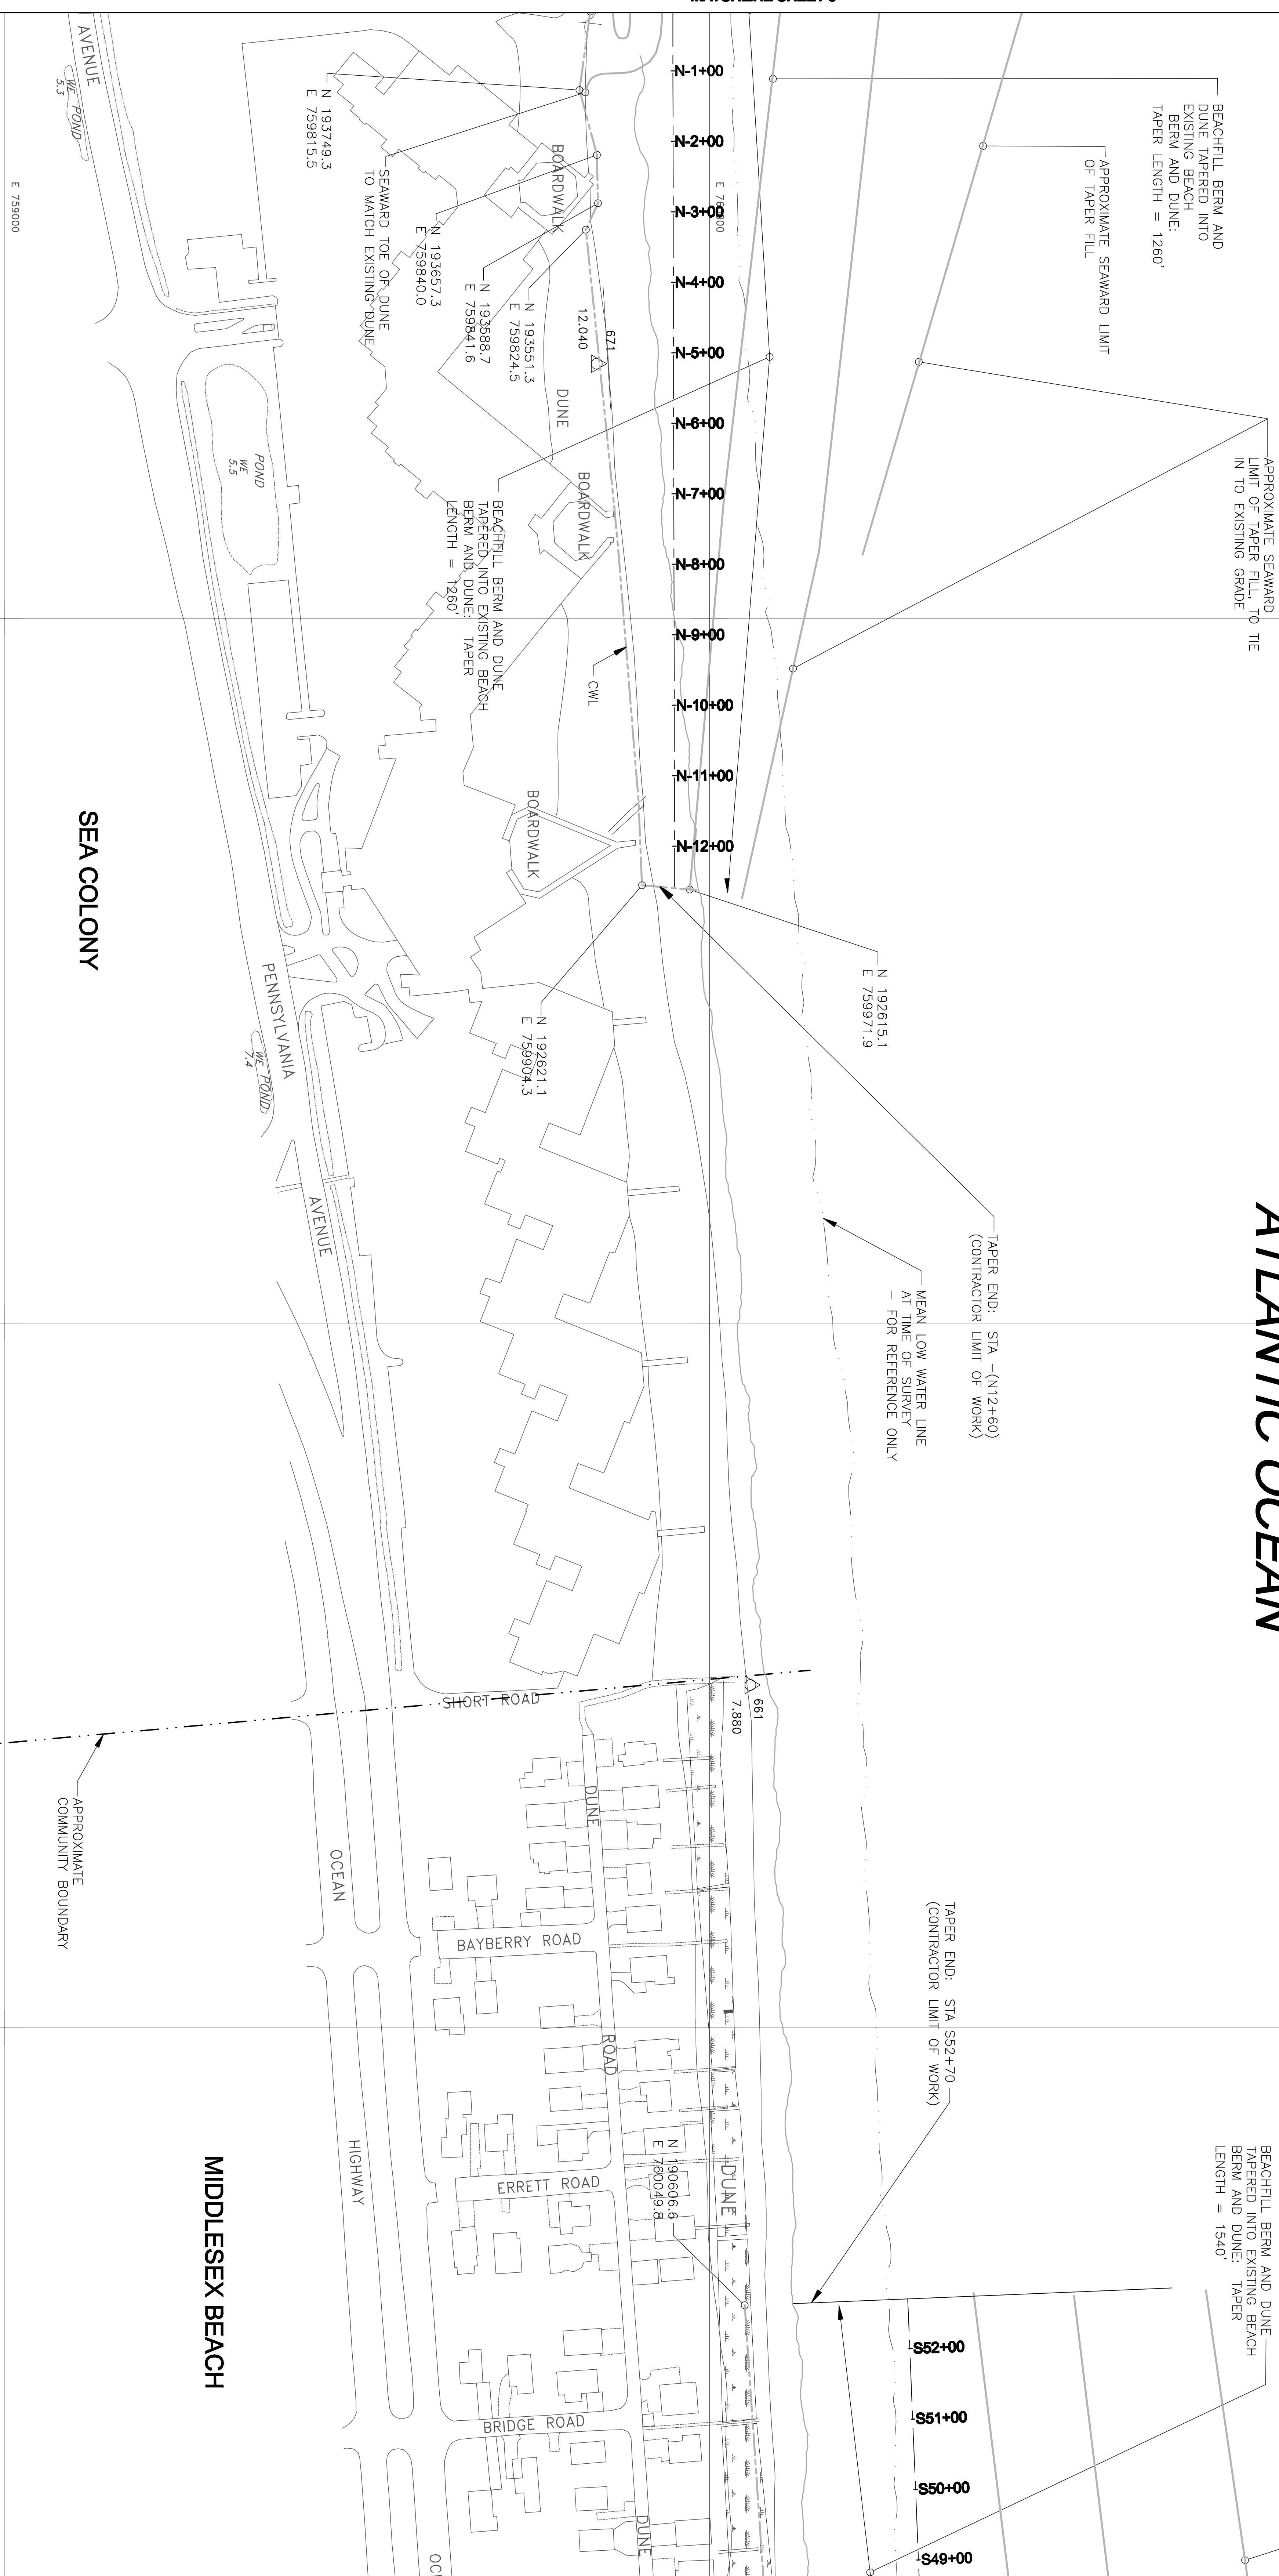 N-1+00
N-2+00
N-3+00
N-4+00
N-5+00
N-6+00
N-7+00
N-8+00
N-9+00
N-10+00
N-11+00
N-12+00
BEACHFILL BERM AND
DUNE TAPERED INTO
EXISTING BEACH
BERM AND DUNE:
TAPER LENGTH = 1260'
APPROXIMATE SEAWARD LIMIT
OF TAPER FILL
APPROXIMATE SEAWARD
LIMIT OF TAPER FILL, TO TIE
IN TO EXISTING GRADE
AVENUE
POND
WE
5.3
N 193749.3
E 759815.5
E 759000
SEAWARD TOE OF DUNE
TO MATCH EXISTING DUNE
BOARDWALK
N 193657.3
E 759840.0
N 193588.7
E 759841.6
N 193551.3
E 759824.5
671
12.040
DUNE
POND
WE
5.5
BOARDWALK
BEACHFILL BERM AND DUNE
TAPERED INTO EXISTING BEACH
BERM AND DUNE: TAPER
LENGTH = 1260'
CWL
BOARDWALK
SEA COLONY
PENNSYLVANIA
AVENUE
POND
WE
7.4
N 192615.1
E 759971.9
N 192621.1
E 759904.3
TAPER END: STA -(N12+60)
(CONTRACTOR LIMIT OF WORK)
MEAN LOW WATER LINE
AT TIME OF SURVEY
- FOR REFERENCE ONLY
ATLANTIC OCEAN
SHORT ROAD
661
7.880
APPROXIMATE
COMMUNITY BOUNDARY
DUNE
ROAD
OCEAN
HIGHWAY
BAYBERRY ROAD
TAPER END: STA S52+70
(CONTRACTOR LIMIT OF WORK)
N 190606.6
E 760049.8
DUNE
ERRETT ROAD
MIDDLESEX BEACH
BEACHFILL BERM AND DUNE
TAPERED INTO EXISTING BEACH
BERM AND DUNE: TAPER
LENGTH = 1540'
BRIDGE ROAD
DUNE
S52+00
S51+00
S50+00
S49+00